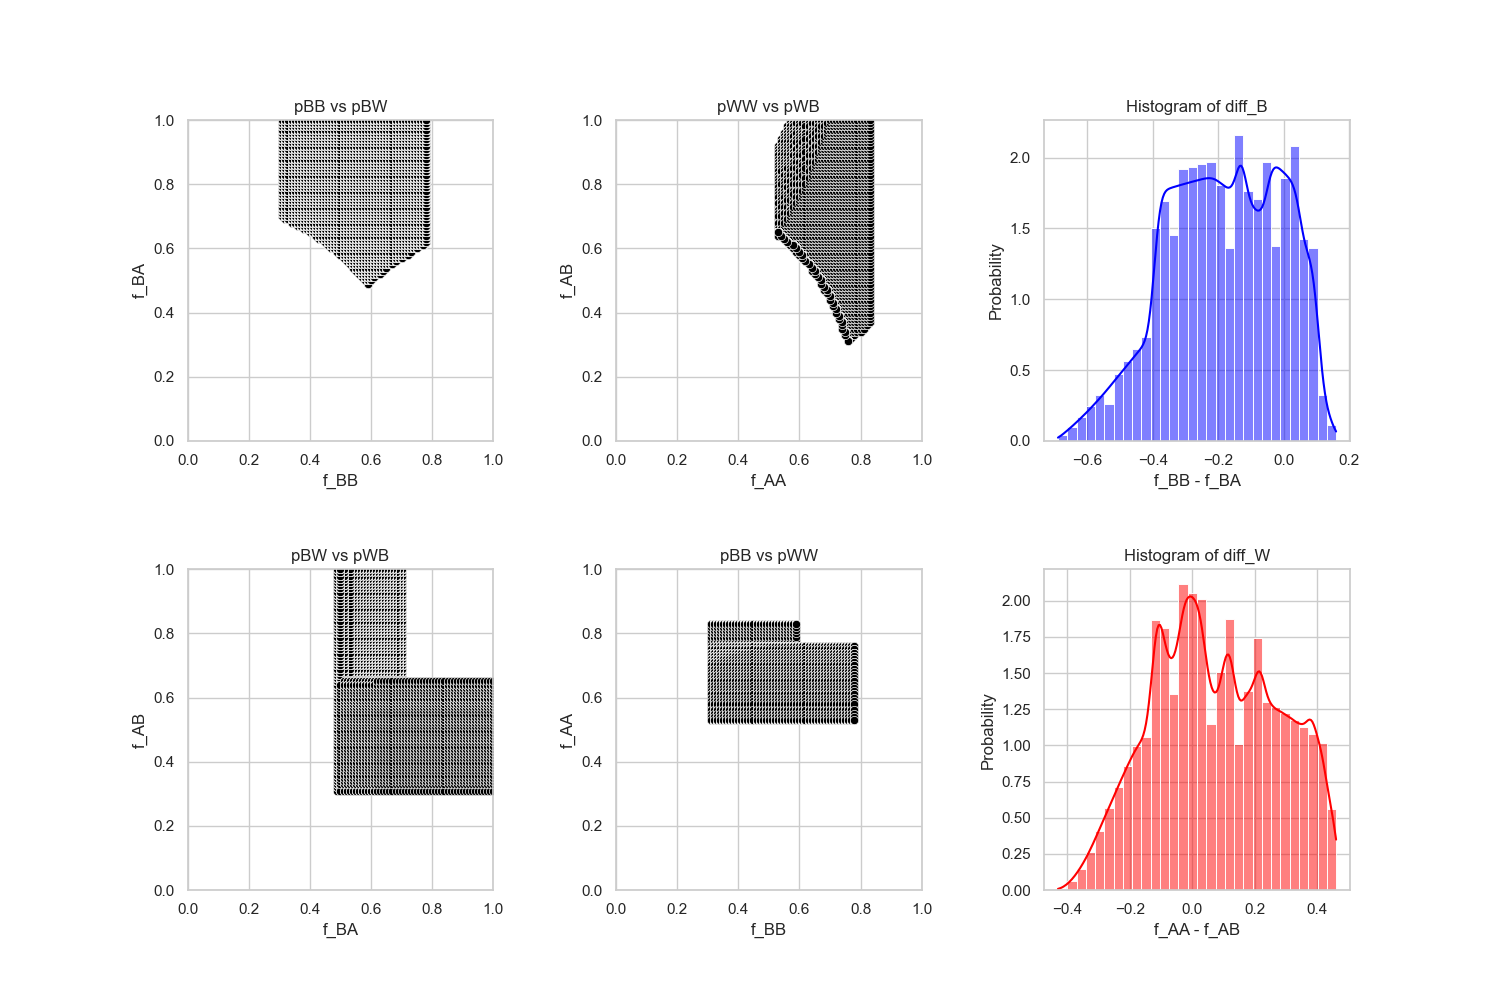 pBB vs pBW
1.0
0.8
0.6
0.4
0.2
0.0
0.0 0.2 0.4 0.6 0.8 1.0
f_BA
f_BB
pWW vs pWB
1.0
0.8
0.6
0.4
0.2
0.0
0.0 0.2 0.4 0.6 0.8 1.0
f_AB
f_AA
Histogram of diff_B
2.0
1.5
1.0
0.5
0.0
−0.6 −0.4 −0.2 0.0 0.2
Probability
f_BB - f_BA
pBW vs pWB
1.0
0.8
0.6
0.4
0.2
0.0
0.0 0.2 0.4 0.6 0.8 1.0
f_AB
f_BA
pBB vs pWW
1.0
0.8
0.6
0.4
0.2
0.0
0.0 0.2 0.4 0.6 0.8 1.0
f_AA
f_BB
Histogram of diff_W
2.00
1.75
1.50
1.25
1.00
0.75
0.50
0.25
0.00
−0.4 −0.2 0.0 0.2 0.4
Probability
f_AA - f_AB